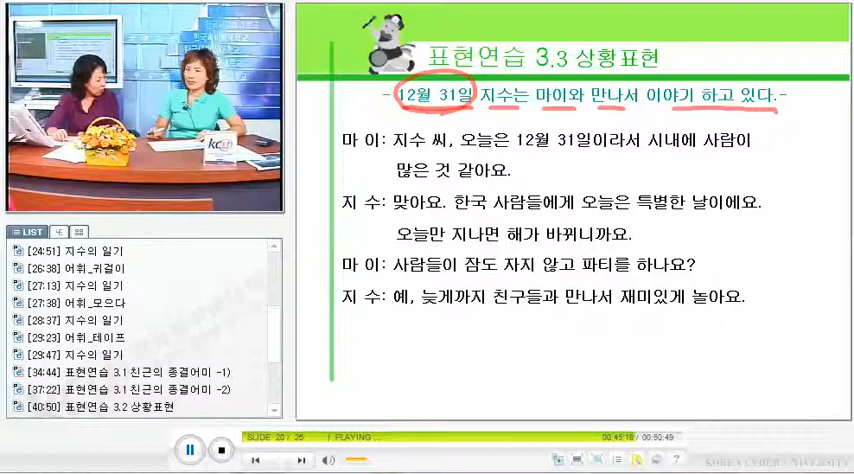 표현연습 3.3 상황표현
- 12월 31일 지수는 마이와 만나서 이야기 하고 있다.-
마 이: 지수 씨, 오늘은 12월 31일이라서 시내에 사람이
많은 것 같아요.
지 수: 맞아요. 한국 사람들에게 오늘은 특별한 날이에요.
오늘만 지나면 해가 바뀌니까요.
마 이: 사람들이 잠도 자지 않고 파티를 하나요?
지 수: 예, 늦게까지 친구들과 만나서 재미있게 놀아요.
LIST
[24:51] 지수의 일기
[26:38] 어휘_귀걸이
[27:13] 지수의 일기
[27:38] 어휘_모으다
[28:37] 지수의 일기
[29:23] 어휘_테이프
[29:47] 지수의 일기
[34:44] 표현연습 3.1 친근의 종결어미 -1)
[37:22] 표현연습 3.1 친근의 종결어미 -2)
[40:50] 표현연습 3.2 상황표현
SLIDE 20 / 26 | PLAYING...
00:45:16 | 00:50:49
KOREA CYBER UNIVERSITY